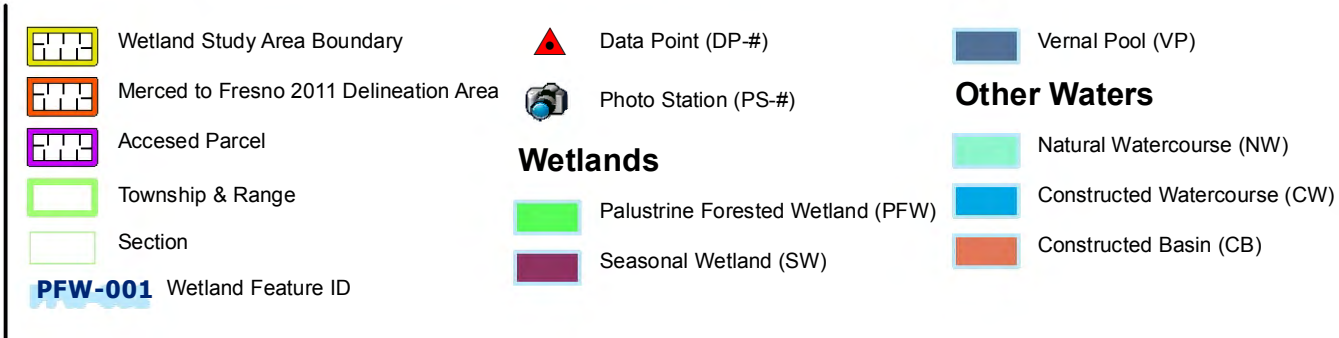 Wetland Study Area Boundary
Merced to Fresno 2011 Delineation Area
Accesed Parcel
Township & Range
Section
PFW-001 Wetland Feature ID
Data Point (DP-#)
Photo Station (PS-#)
Wetlands
Palustrine Forested Wetland (PFW)
Seasonal Wetland (SW)
Vernal Pool (VP)
Other Waters
Natural Watercourse (NW)
Constructed Watercourse (CW)
Constructed Basin (CB)